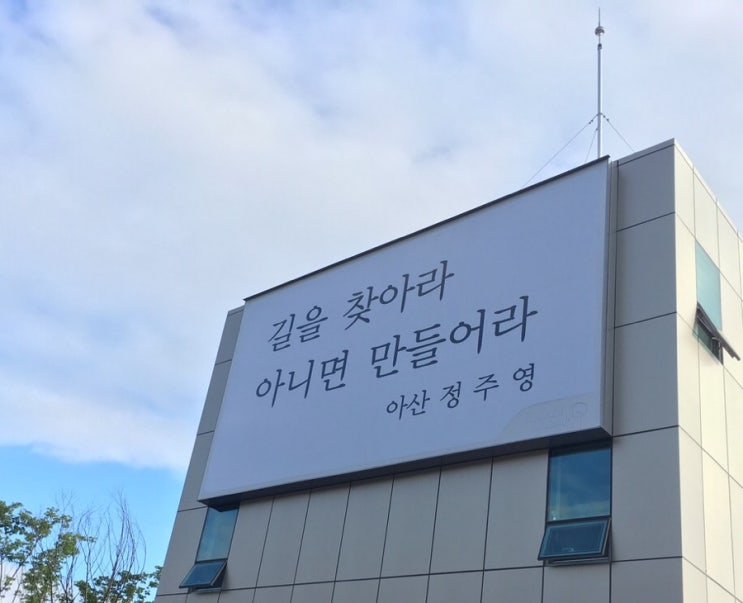 길을 찾아라
아니면 만들어라
아산 정주영